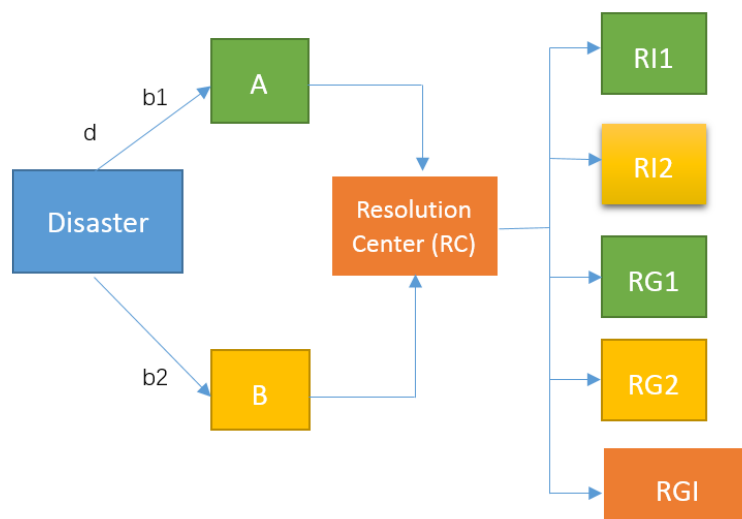 RI1
A
b1
d
RI2
Disaster
Resolution
Center (RC)
RG1
b2
B
RG2
RGI